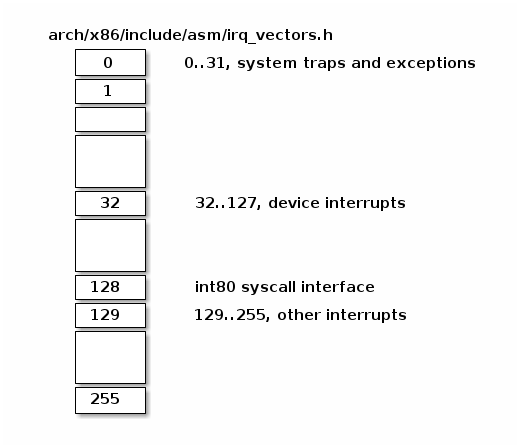 arch/x86/include/asm/irq_vectors.h
0 0..31, system traps and exceptions
1
32 32..127, device interrupts
128 int80 syscall interface
129 129..255, other interrupts
255